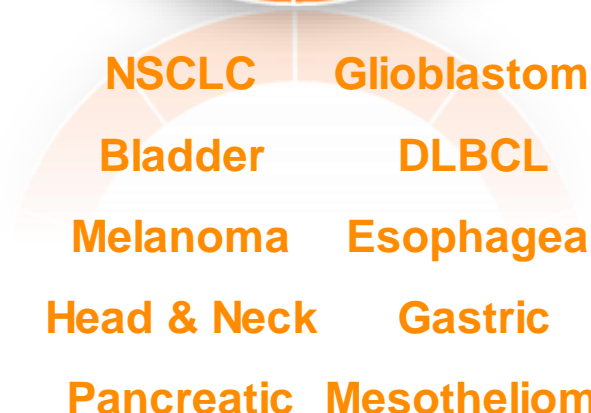 NSCLC Glioblastom
Bladder DLBCL
Melanoma Esophagea
Head & Neck Gastric
Pancreatic Mesotheliom